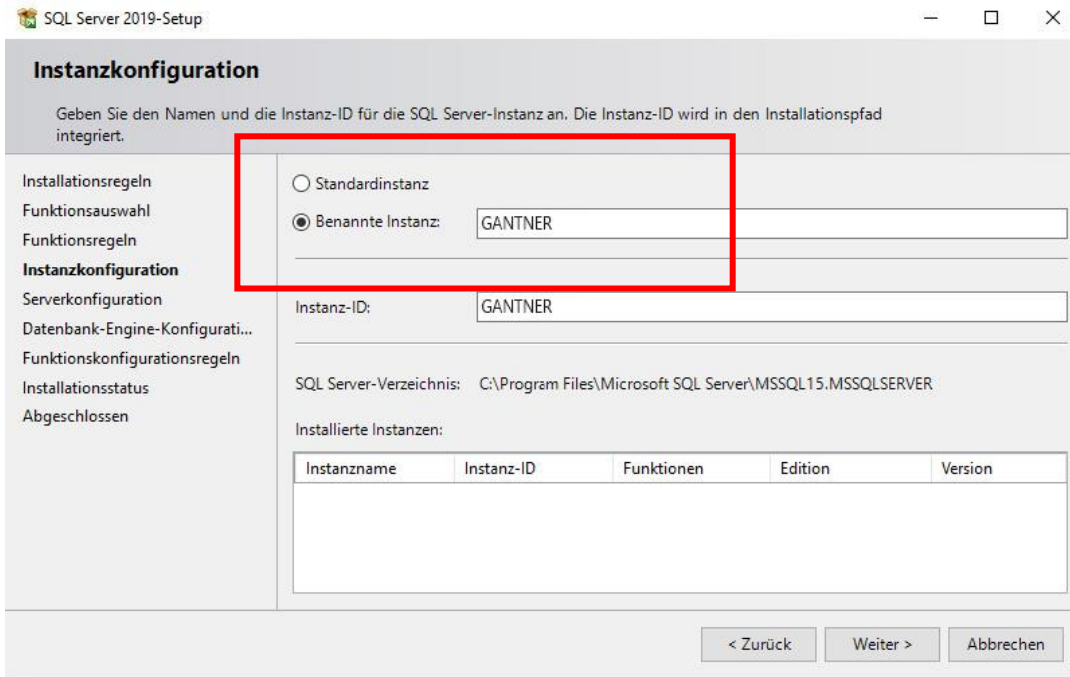 SQL Server 2019-Setup
Instanzkonfiguration
Geben Sie den Namen und die Instanz-ID für die SQL Server-Instanz an. Die Instanz-ID wird in den Installationspfad
integriert.
Installationsregeln
Funktionsauswahl
Funktionsregeln
Instanzkonfiguration
Serverkonfiguration
Datenbank-Engine-Konfigurati...
Funktionskonfigurationsregeln
Installationsstatus
Abgeschlossen
Standardinstanz
Benannte Instanz: GANTNER
Instanz-ID: GANTNER
SQL Server-Verzeichnis: C:\Program Files\Microsoft SQL Server\MSSQL15.MSSQLSERVER
Installierte Instanzen:
Instanzname Instanz-ID Funktionen Edition Version
< Zurück Weiter > Abbrechen